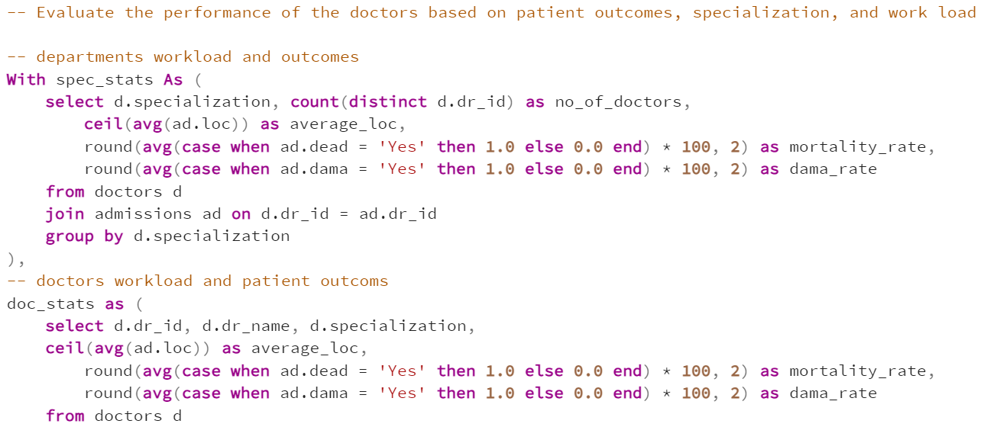 -- Evaluate the performance of the doctors based on patient outcomes, specialization, and work load
-- departments workload and outcomes
With spec_stats As (
select d.specialization, count(distinct d.dr_id) as no_of_doctors,
ceil(avg(ad.loc)) as average_loc,
round(avg(case when ad.dead = 'Yes' then 1.0 else 0.0 end) * 100, 2) as mortality_rate,
round(avg(case when ad.dama = 'Yes' then 1.0 else 0.0 end) * 100, 2) as dama_rate
from doctors d
join admissions ad on d.dr_id = ad.dr_id
group by d.specialization
),
-- doctors workload and patient outcoms
doc_stats as (
select d.dr_id, d.dr_name, d.specialization,
ceil(avg(ad.loc)) as average_loc,
round(avg(case when ad.dead = 'Yes' then 1.0 else 0.0 end) * 100, 2) as mortality_rate,
round(avg(case when ad.dama = 'Yes' then 1.0 else 0.0 end) * 100, 2) as dama_rate
from doctors d